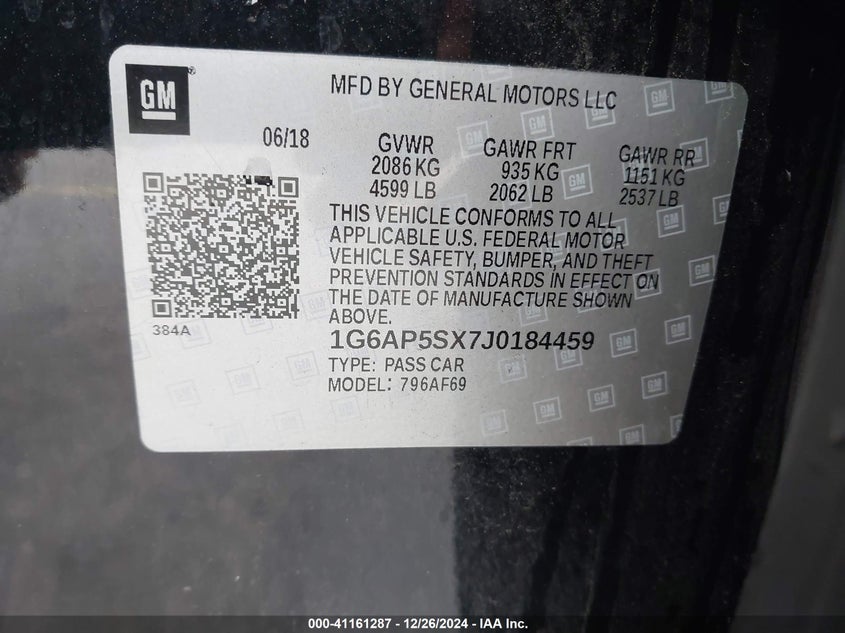 GM
MFD BY GENERAL MOTORS LLC
06/18
GVWR
2086 KG
4599 LB
GAWR FRT
935 KG
2062 LB
GAWR RR
1151 KG
2537 LB
THIS VEHICLE CONFORMS TO ALL
APPLICABLE U.S. FEDERAL MOTOR
VEHICLE SAFETY, BUMPER, AND THEFT
PREVENTION STANDARDS IN EFFECT ON
THE DATE OF MANUFACTURE SHOWN
ABOVE.
384A
1G6AP5SX7J0184459
TYPE: PASS CAR
MODEL: 796AF69
000-41161287 - 12/26/2024 - IAA Inc.